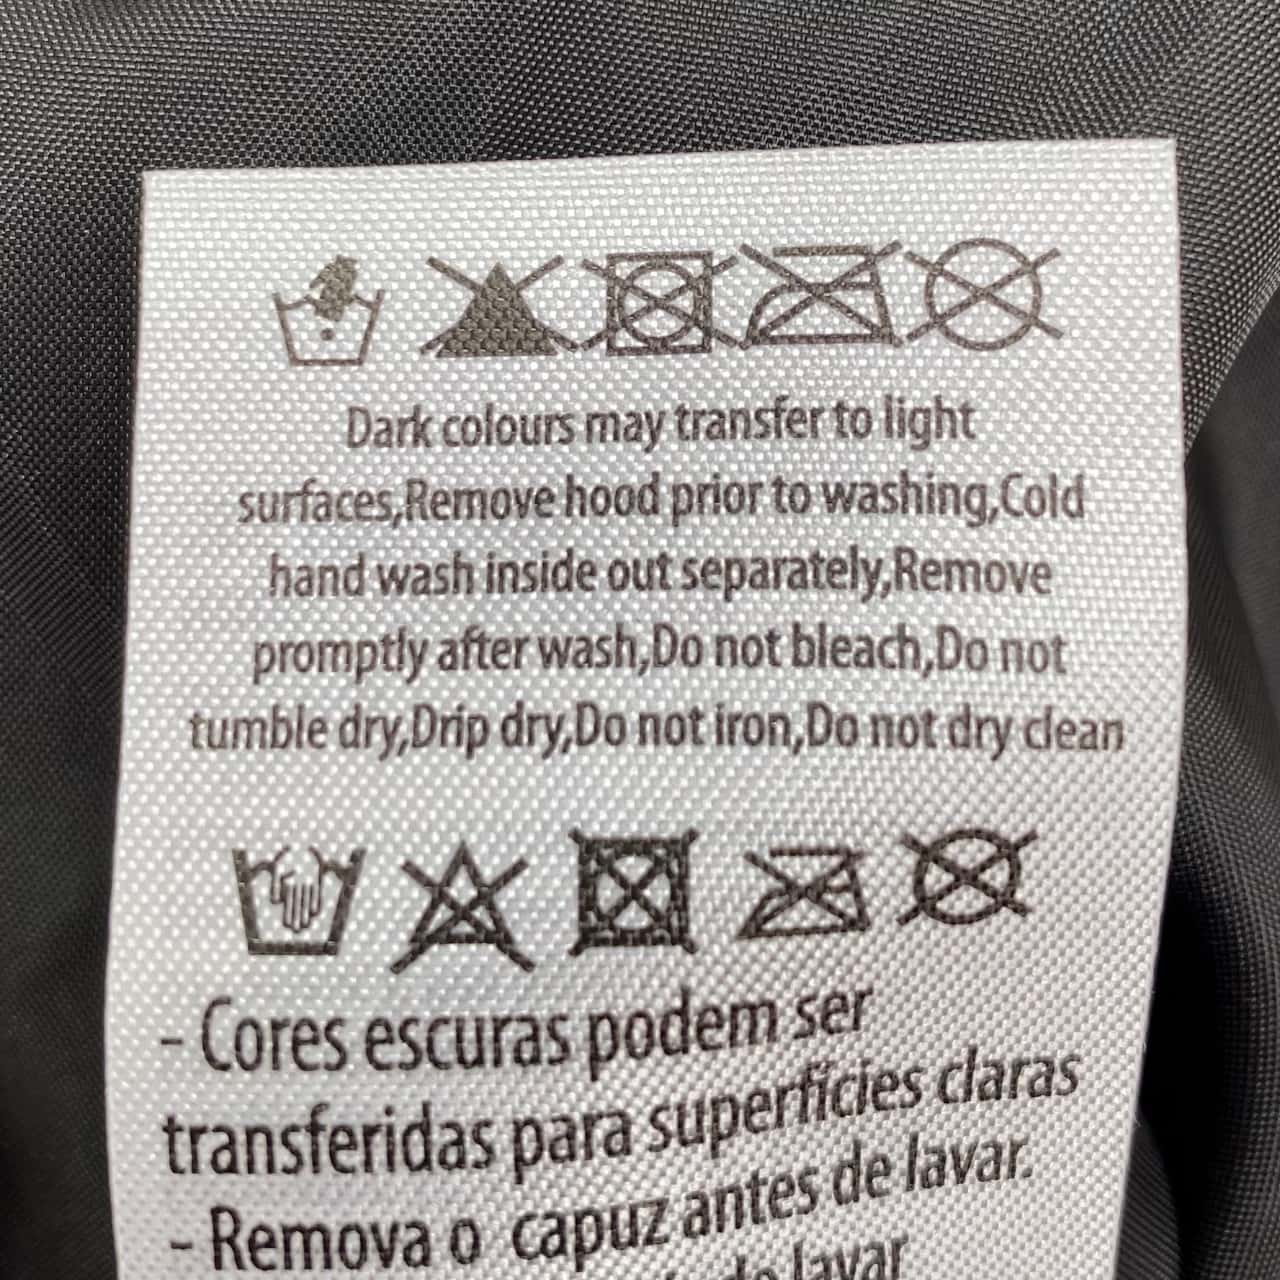 Dark colours may transfer to light
surfaces,Remove hood prior to washing,Cold
hand wash inside out separately,Remove
promptly after wash,Do not bleach,Do not
tumble dry,Drip dry,Do not iron,Do not dry clean
- Cores escuras podem ser
transferidas para superfícies claras
- Remova o capuz antes de lavar.
lavar